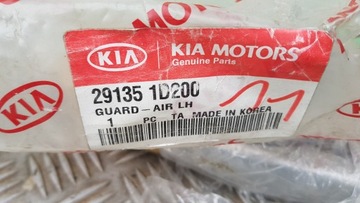 KIA
KIA MOTORS
Genuine Parts
29135 1D200
GUARD-AIR LH
1 PC TA MADE IN KOREA
KIA